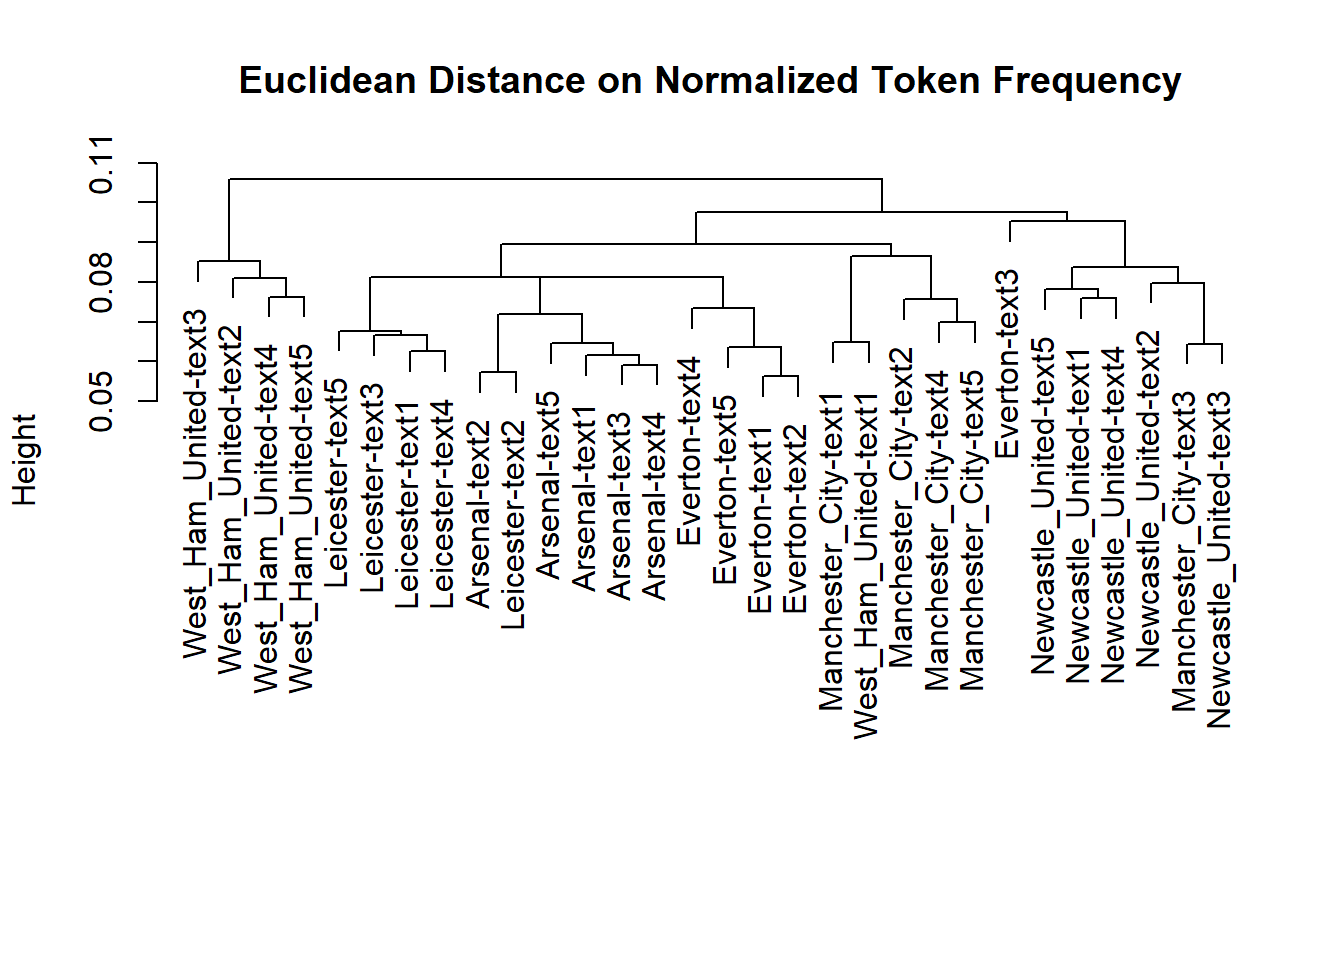 Euclidean Distance on Normalized Token Frequency
Height
0.11
0.08
0.05
West_Ham_United-text3
West_Ham_United-text2
West_Ham_United-text4
West_Ham_United-text5
Leicester-text5
Leicester-text3
Leicester-text1
Leicester-text4
Arsenal-text2
Leicester-text2
Arsenal-text5
Arsenal-text1
Arsenal-text3
Arsenal-text4
Everton-text4
Everton-text5
Everton-text1
Everton-text2
Manchester_City-text1
West_Ham_United-text1
Manchester_City-text2
Manchester_City-text4
Manchester_City-text5
Everton-text3
Newcastle_United-text5
Newcastle_United-text1
Newcastle_United-text4
Newcastle_United-text2
Manchester_City-text3
Newcastle_United-text3